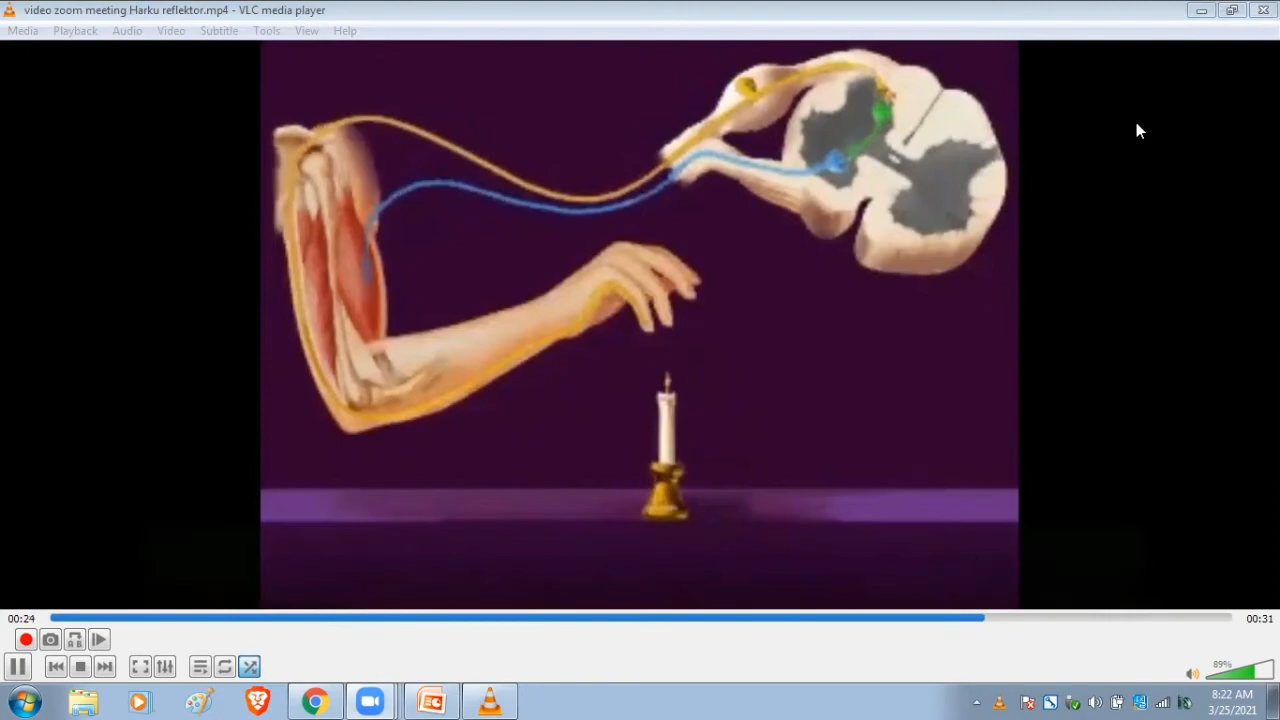 video zoom meeting Harku reflektor.mp4 - VLC media player
Media Playback Audio Video Subtitle Tools View Help
00:24
00:31
89%
8:22 AM
3/25/2021